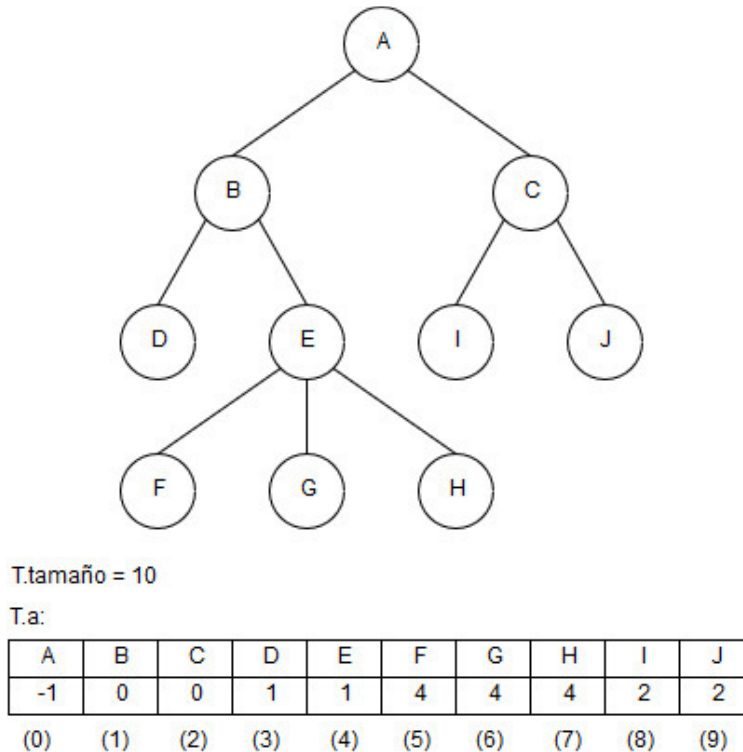 A
B C
D E I J
F G H
T.tamaño = 10
T.a:
A B C D E F G H I J
-1 0 0 1 1 4 4 4 2 2
(0) (1) (2) (3) (4) (5) (6) (7) (8) (9)